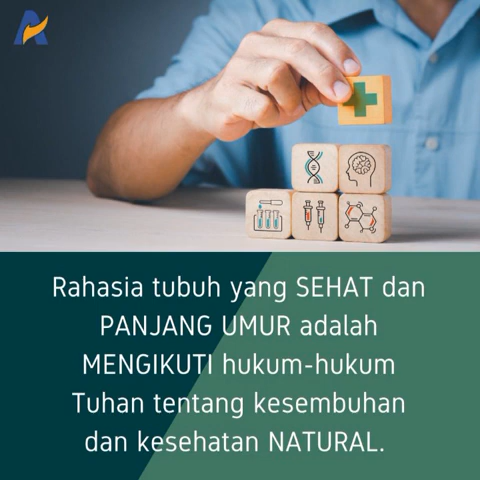 Rahasia tubuh yang SEHAT dan
PANJANG UMUR adalah
MENGIKUTI hukum-hukum
Tuhan tentang kesembuhan
dan kesehatan NATURAL.